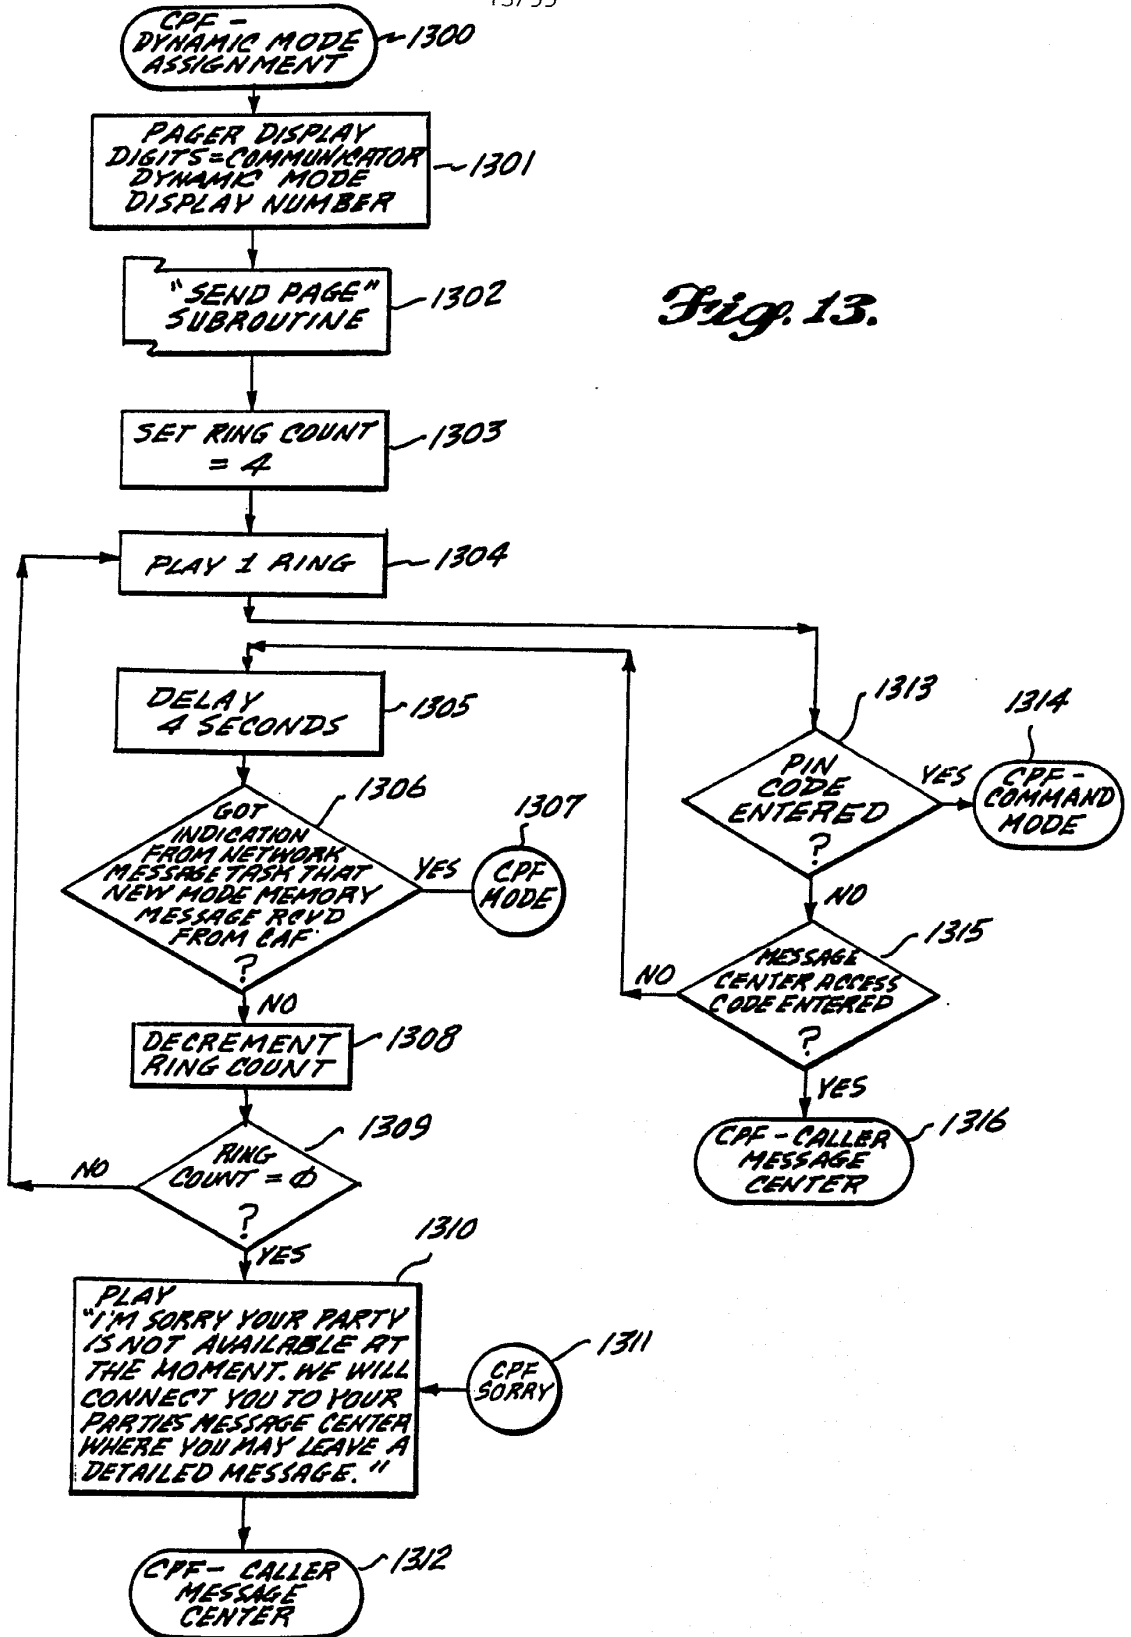 CPF -
DYNAMIC MODE
ASSIGNMENT
1300
PAGER DISPLAY
DIGITS = COMMUNICATOR
DYNAMIC MODE
DISPLAY NUMBER
1301
"SEND PAGE"
SUBROUTINE
1302
Fig. 13.
SET RING COUNT
= 4
1303
PLAY 1 RING
1304
DELAY
4 SECONDS
1305
GOT
INDICATION
FROM NETWORK
MESSAGE TASK THAT
NEW MODE MEMORY
MESSAGE RCVD
FROM CAF
?
1306
YES
CPF
MODE
1307
NO
DECREMENT
RING COUNT
1308
RING
COUNT = Ø
?
1309
NO
YES
PLAY
"I'M SORRY YOUR PARTY
IS NOT AVAILABLE AT
THE MOMENT. WE WILL
CONNECT YOU TO YOUR
PARTIES MESSAGE CENTER
WHERE YOU MAY LEAVE A
DETAILED MESSAGE."
1310
CPF
SORRY
1311
CPF - CALLER
MESSAGE
CENTER
1312
PIN
CODE
ENTERED
?
1313
YES
CPF -
COMMAND
MODE
1314
NO
MESSAGE
CENTER ACCESS
CODE ENTERED
?
1315
NO
YES
CPF - CALLER
MESSAGE
CENTER
1316